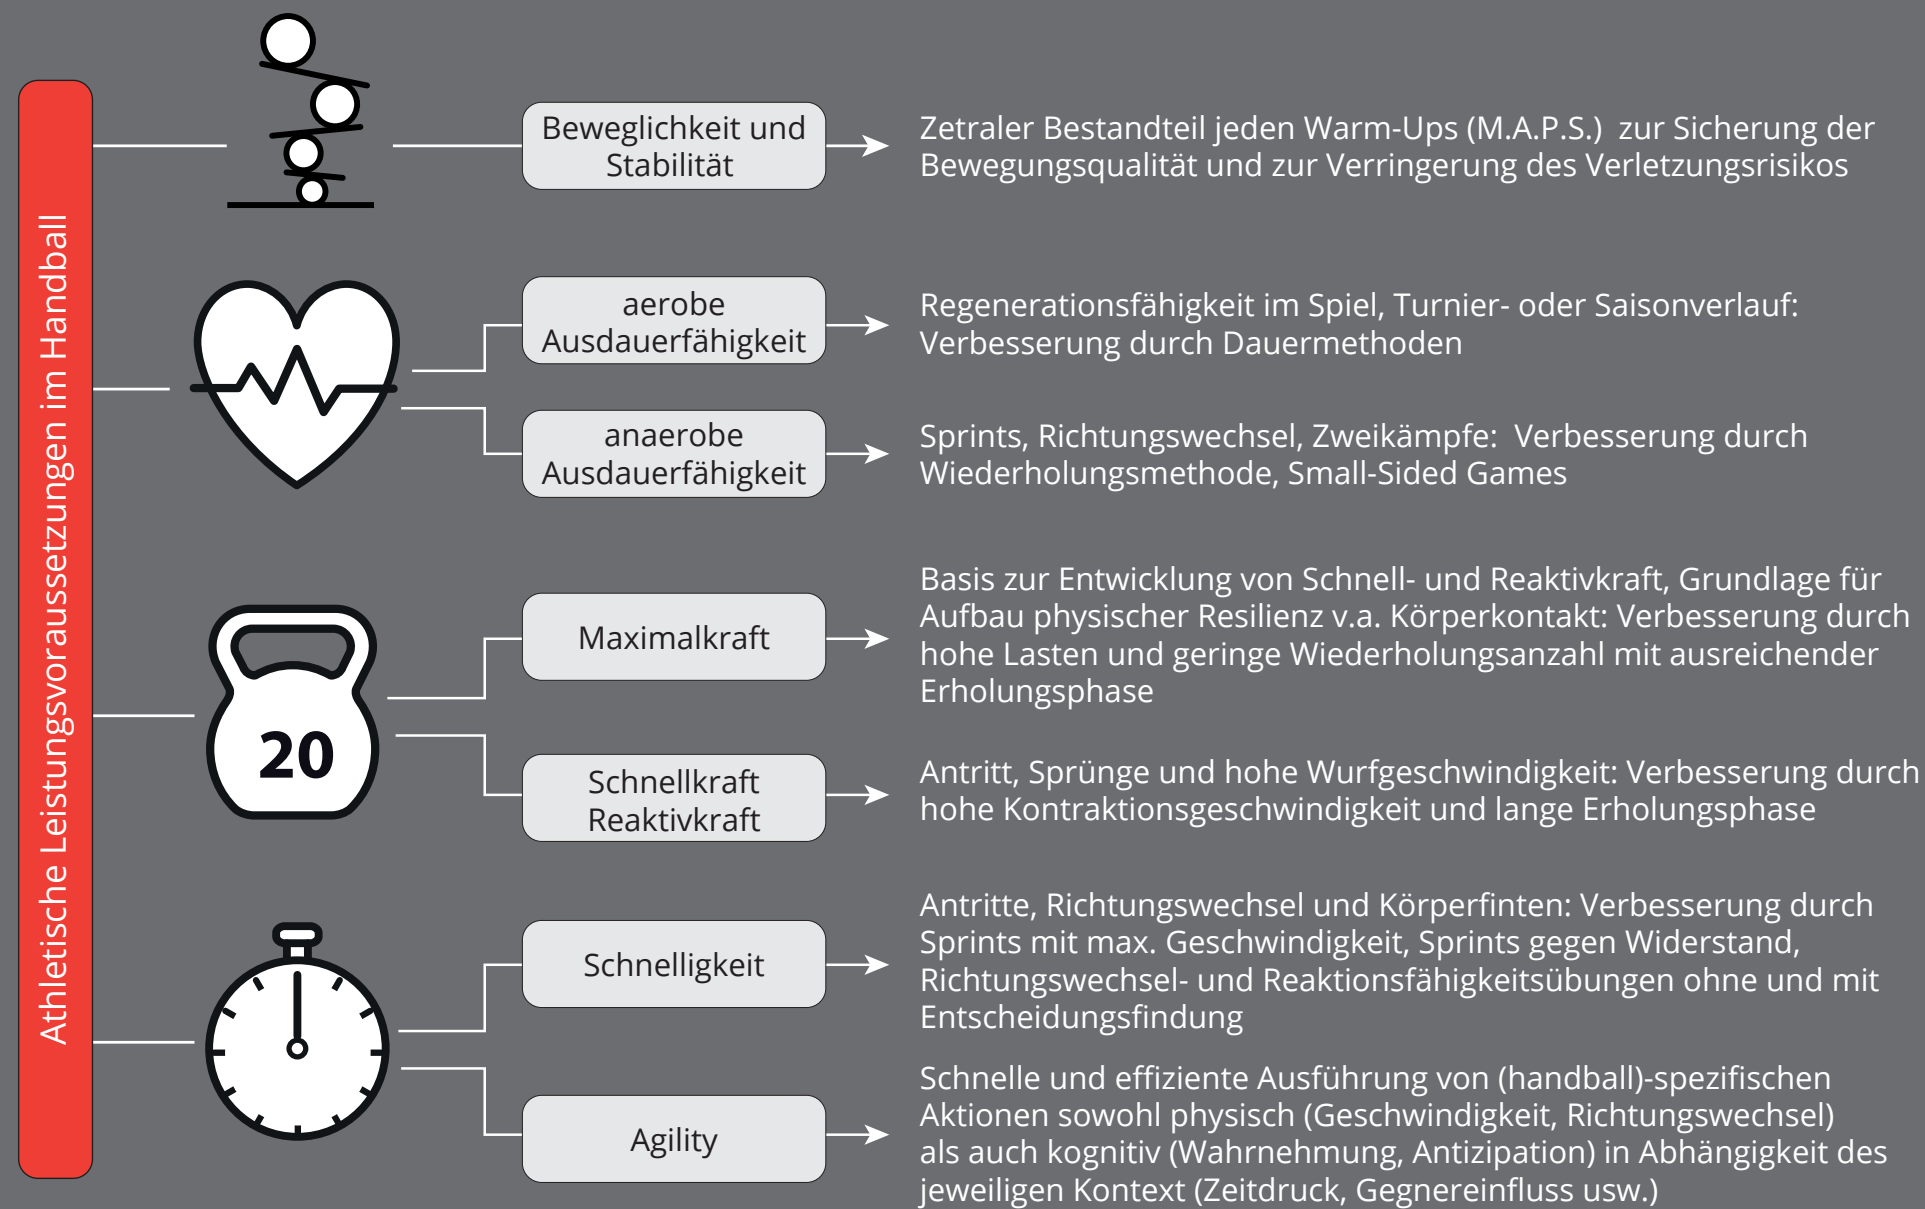 Athletische Leistungsvoraussetzungen im Handball
Beweglichkeit und
Stabilität
Zetraler Bestandteil jeden Warm-Ups (M.A.P.S.)  zur Sicherung der
Bewegungsqualität und zur Verringerung des Verletzungsrisikos
aerobe
Ausdauerfähigkeit
Regenerationsfähigkeit im Spiel, Turnier- oder Saisonverlauf:
Verbesserung durch Dauermethoden
anaerobe
Ausdauerfähigkeit
Sprints, Richtungswechsel, Zweikämpfe:  Verbesserung durch
Wiederholungsmethode, Small-Sided Games
20
Maximalkraft
Basis zur Entwicklung von Schnell- und Reaktivkraft, Grundlage für
Aufbau physischer Resilienz v.a. Körperkontakt: Verbesserung durch
hohe Lasten und geringe Wiederholungsanzahl mit ausreichender
Erholungsphase
Schnellkraft
Reaktivkraft
Antritt, Sprünge und hohe Wurfgeschwindigkeit: Verbesserung durch
hohe Kontraktionsgeschwindigkeit und lange Erholungsphase
Schnelligkeit
Antritte, Richtungswechsel und Körperfinten: Verbesserung durch
Sprints mit max. Geschwindigkeit, Sprints gegen Widerstand,
Richtungswechsel- und Reaktionsfähigkeitsübungen ohne und mit
Entscheidungsfindung
Agility
Schnelle und effiziente Ausführung von (handball)-spezifischen
Aktionen sowohl physisch (Geschwindigkeit, Richtungswechsel)
als auch kognitiv (Wahrnehmung, Antizipation) in Abhängigkeit des
jeweiligen Kontext (Zeitdruck, Gegnereinfluss usw.)